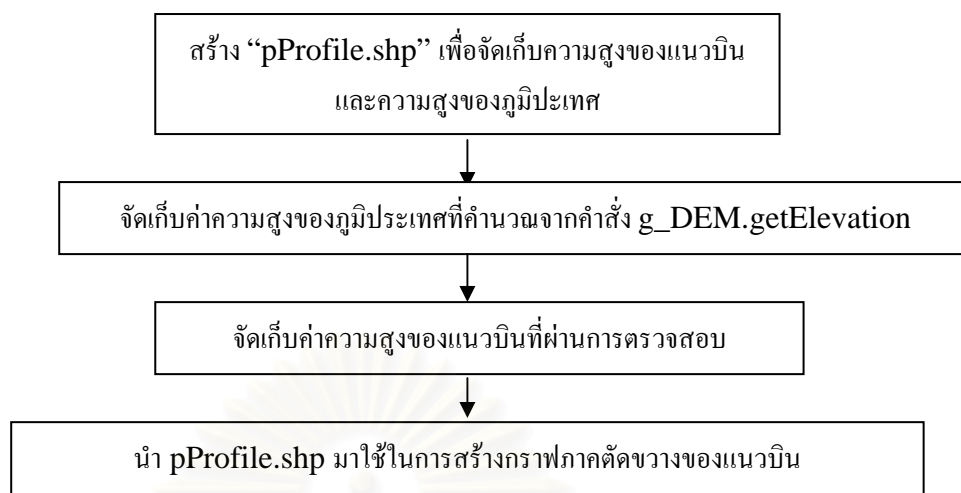 สร้าง “pProfile.shp” เพื่อจัดเก็บความสูงของแนวบิน
และความสูงของภูมิปะเทศ
จัดเก็บค่าความสูงของภูมิประเทศที่คำนวณจากคำสั่ง g_DEM.getElevation
จัดเก็บค่าความสูงของแนวบินที่ผ่านการตรวจสอบ
นำ pProfile.shp มาใช้ในการสร้างกราฟภาคตัดขวางของแนวบิน